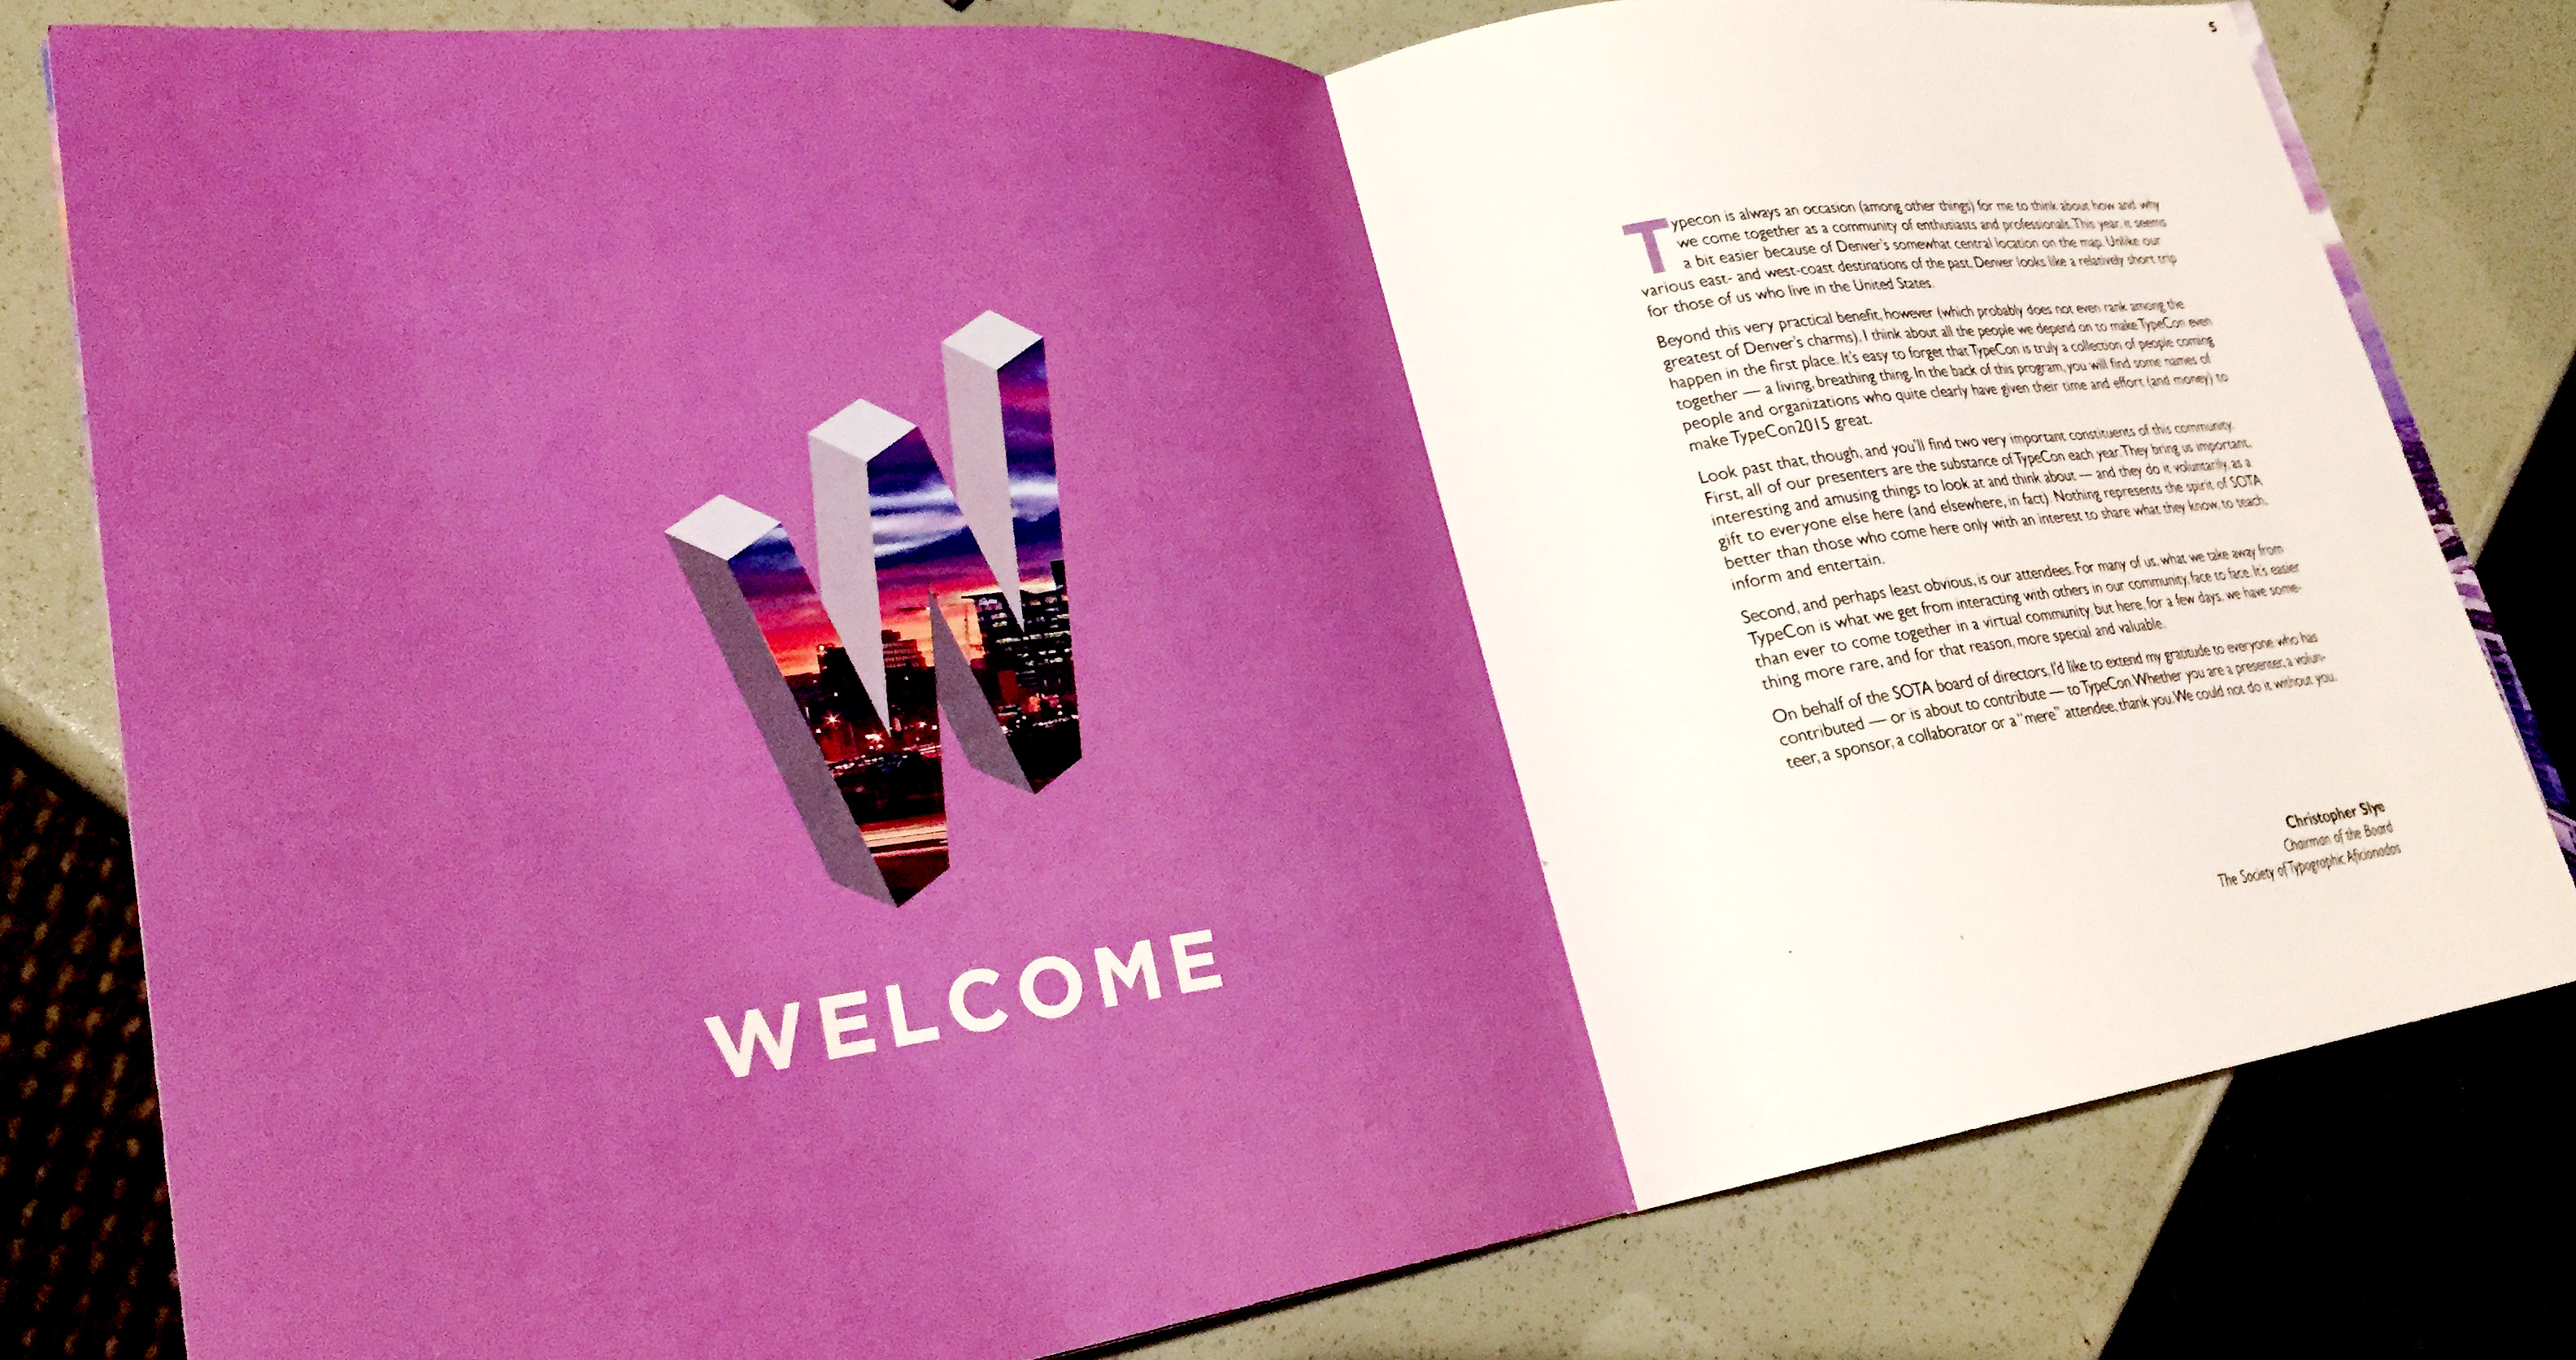 W
WELCOME
5
Typecon is always an occasion (among other things) for me to think about how and why
we come together as a community of enthusiasts and professionals. This year, it seems
a bit easier because of Denver's somewhat central location on the map. Unlike our
various east- and west-coast destinations of the past, Denver looks like a relatively short trip
for those of us who live in the United States.
Beyond this very practical benefit, however (which probably does not even rank among the
greatest of Denver's charms), I think about all the people we depend on to make TypeCon even
happen in the first place. It's easy to forget that TypeCon is truly a collection of people coming
together — a living, breathing thing. In the back of this program, you will find some names of
people and organizations who quite clearly have given their time and effort (and money) to
make TypeCon2015 great.
Look past that, though, and you'll find two very important constituents of this community.
First, all of our presenters are the substance of TypeCon each year. They bring us important,
interesting and amusing things to look at and think about — and they do it voluntarily, as a
gift to everyone else here (and elsewhere, in fact). Nothing represents the spirit of SOTA
better than those who come here only with an interest to share what they know, to teach,
inform and entertain.
Second, and perhaps least obvious, is our attendees. For many of us, what we take away from
TypeCon is what we get from interacting with others in our community, face to face. It's easier
than ever to come together in a virtual community, but here, for a few days, we have some-
thing more rare, and for that reason, more special and valuable.
On behalf of the SOTA board of directors, I'd like to extend my gratitude to everyone who has
contributed — or is about to contribute — to TypeCon. Whether you are a presenter, a volun-
teer, a sponsor, a collaborator or a "mere" attendee, thank you. We could not do it without you.
Christopher Slye
Chairman of the Board
The Society of Typographic Aficionados